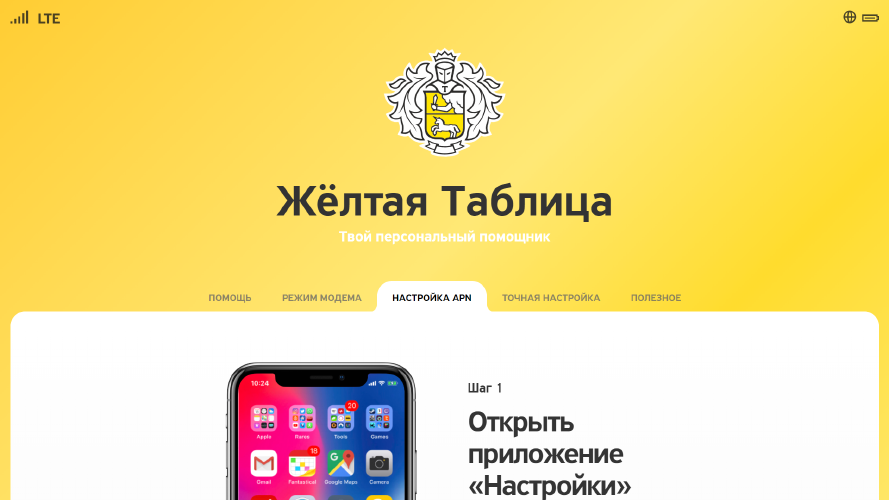 LTE
Жёлтая Таблица
Твой персональный помощник
ПОМОЩЬ
РЕЖИМ МОДЕМА
НАСТРОЙКА APN
ТОЧНАЯ НАСТРОЙКА
ПОЛЕЗНОЕ
10:24
20
Apple
Rares
Tools
Games
18
Gmail
Fantastical
Google Maps
Camera
Шаг 1
Открыть
приложение
«Настройки»